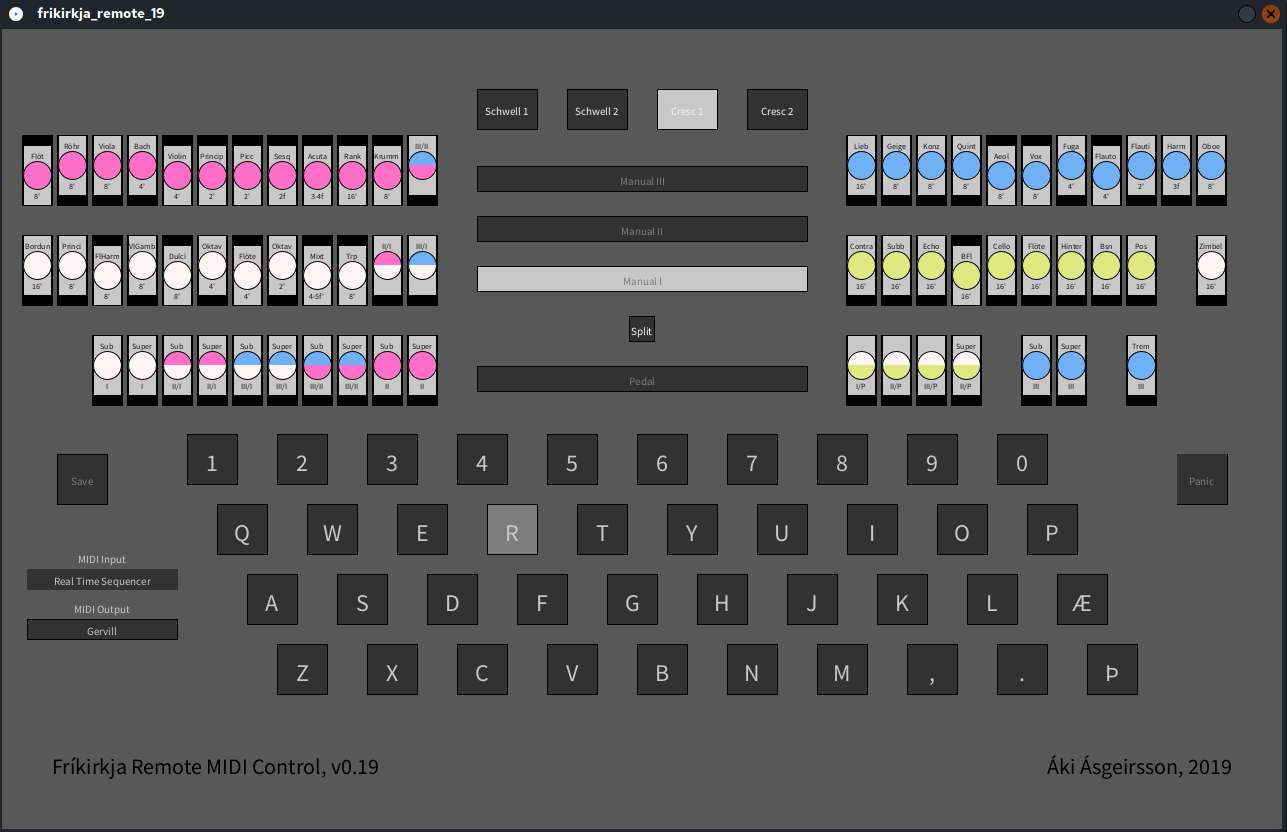 frikirkja_remote_19
Schwell 1 Schwell 2 Cresc 1 Cresc 2
Flöt Röhr Viola Bach Violin Princip Picc Sesq Acuta Rank Krumm III/II
8' 8' 8' 4' 4' 2' 2' 2f 3-4f 16' 8'
Lieb Geige Konz Quint Aeol Vox Fuga Flauto Flauti Harm Oboe
16' 8' 8' 8' 8' 8' 4' 4' 2' 3f 8'
Manual III
Manual II
Bordun Princi FlHarm VlGamb Dulci Oktav Flöte Oktav Mixt Trp II/I III/I
16' 8' 8' 8' 8' 4' 4' 2' 4-5f' 8'
Contra Subb Echo BFl Cello Flöte Hinter Bsn Pos Zimbel
16' 16' 16' 16' 16' 16' 16' 16' 16' 16'
Manual I
Split
Sub Super Sub Super Sub Super Sub Super Sub Super
I I II/I II/I III/I III/I III/II III/II II II
Super Sub Super Trem
I/P II/P III/P II/P III III III
Pedal
1 2 3 4 5 6 7 8 9 0
Save
Panic
Q W E R T Y U I O P
MIDI Input
Real Time Sequencer
A S D F G H J K L Æ
MIDI Output
Gervill
Z X C V B N M , . Þ
Fríkirkja Remote MIDI Control, v0.19
Áki Ásgeirsson, 2019